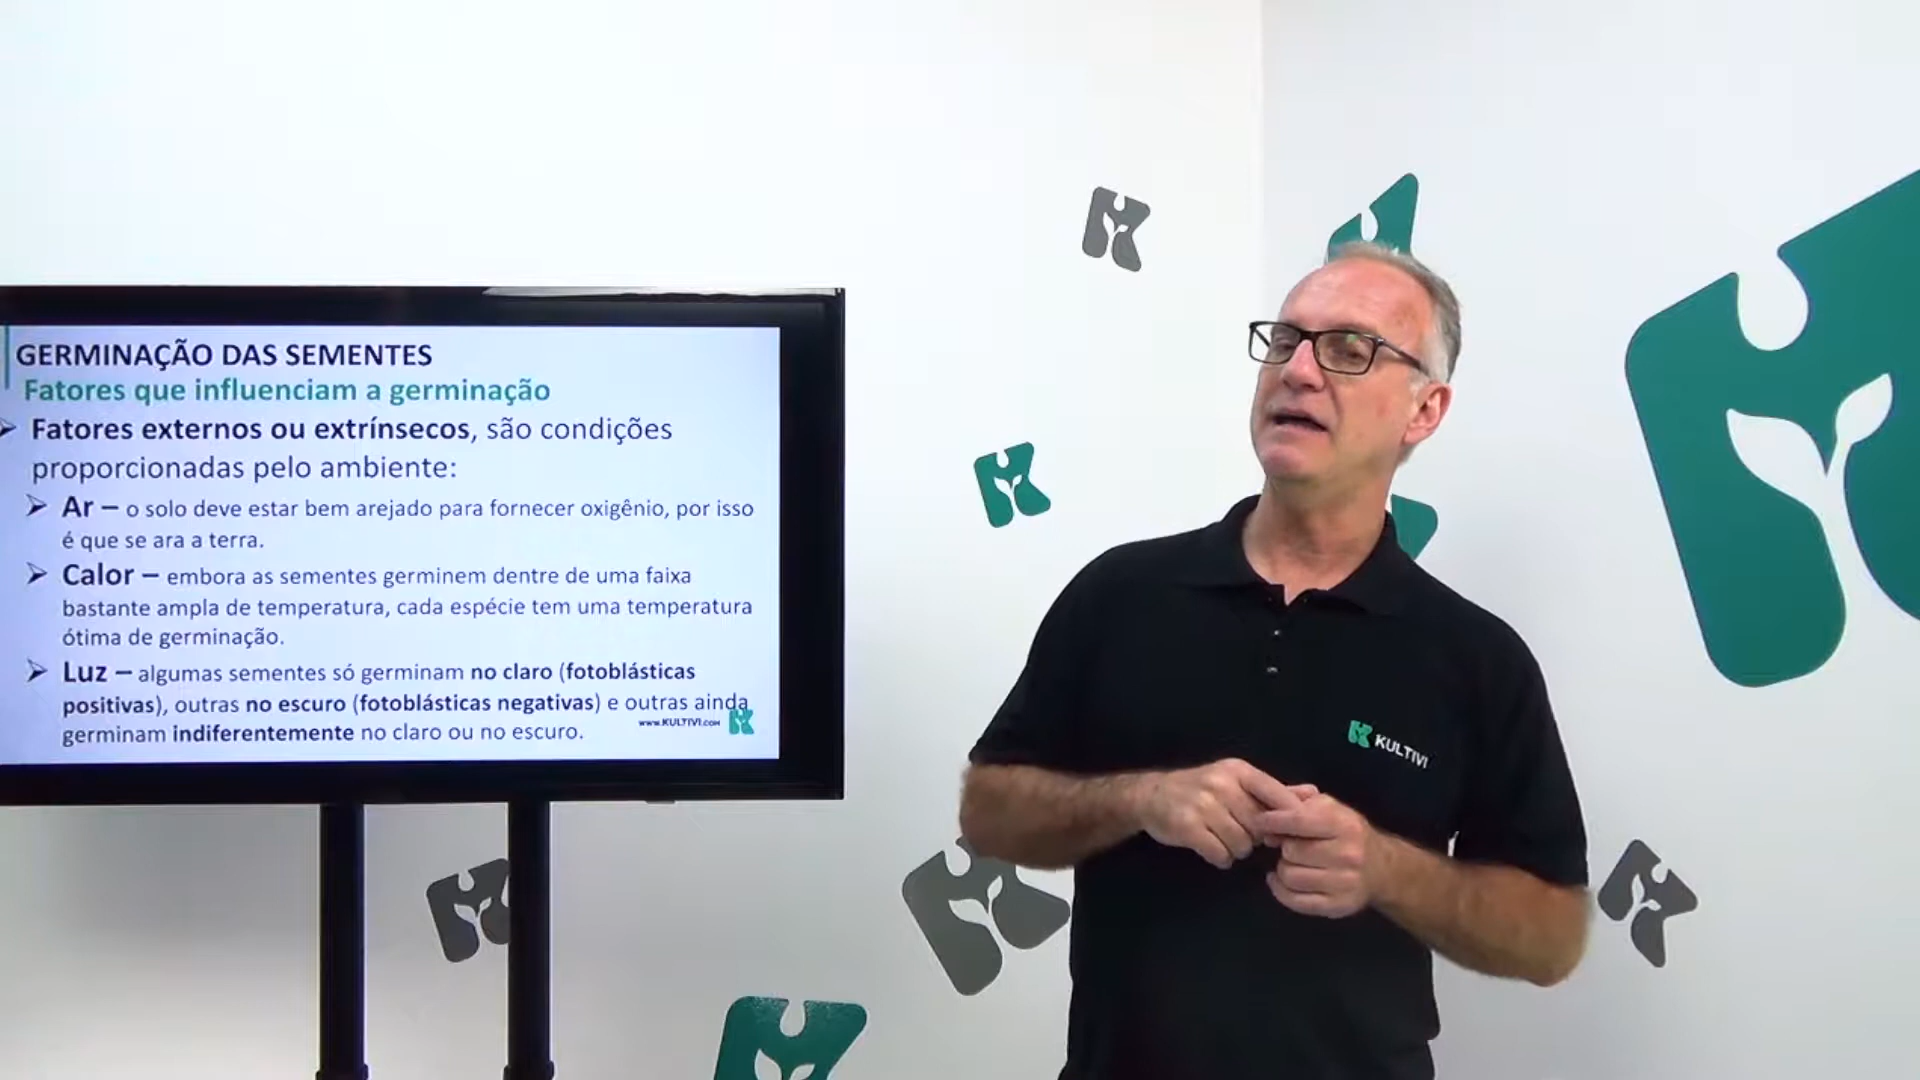 GERMINAÇÃO DAS SEMENTES
Fatores que influenciam a germinação
Fatores externos ou extrínsecos, são condições
proporcionadas pelo ambiente:
Ar – o solo deve estar bem arejado para fornecer oxigênio, por isso
é que se ara a terra.
Calor – embora as sementes germinem dentre de uma faixa
bastante ampla de temperatura, cada espécie tem uma temperatura
ótima de germinação.
Luz – algumas sementes só germinam no claro (fotoblásticas
positivas), outras no escuro (fotoblásticas negativas) e outras ainda
germinam indiferentemente no claro ou no escuro.
www.KULTIVI.com
KULTIVI